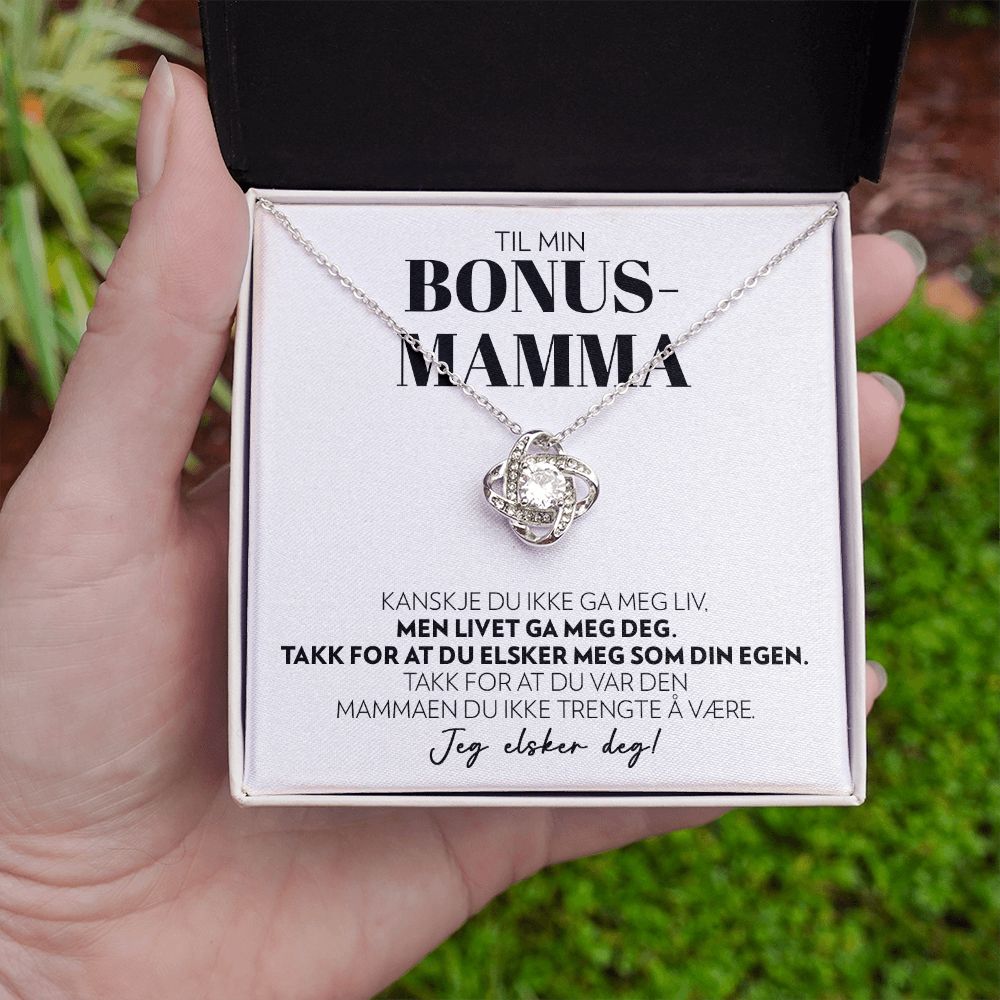 TIL MIN
BONUS-
MAMMA
KANSKJE DU IKKE GA MEG LIV,
MEN LIVET GA MEG DEG.
TAKK FOR AT DU ELSKER MEG SOM DIN EGEN.
TAKK FOR AT DU VAR DEN
MAMMAEN DU IKKE TRENGTE Å VÆRE.
Jeg elsker deg!